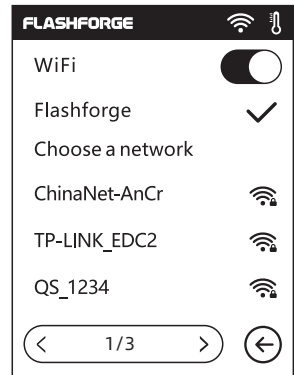 FLASHFORGE
WiFi
Flashforge
Choose a network
ChinaNet-AnCr
TP-LINK_EDC2
QS_1234
< 1/3 >